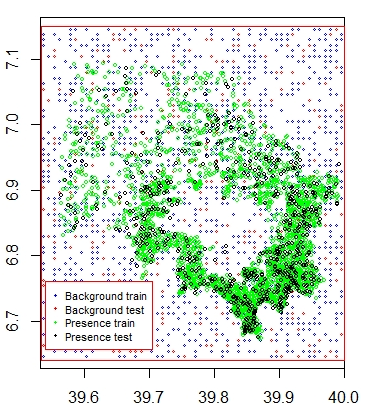 7.1
7.0
6.9
6.8
6.7
Background train
Background test
Presence train
Presence test
39.6 39.7 39.8 39.9 40.0